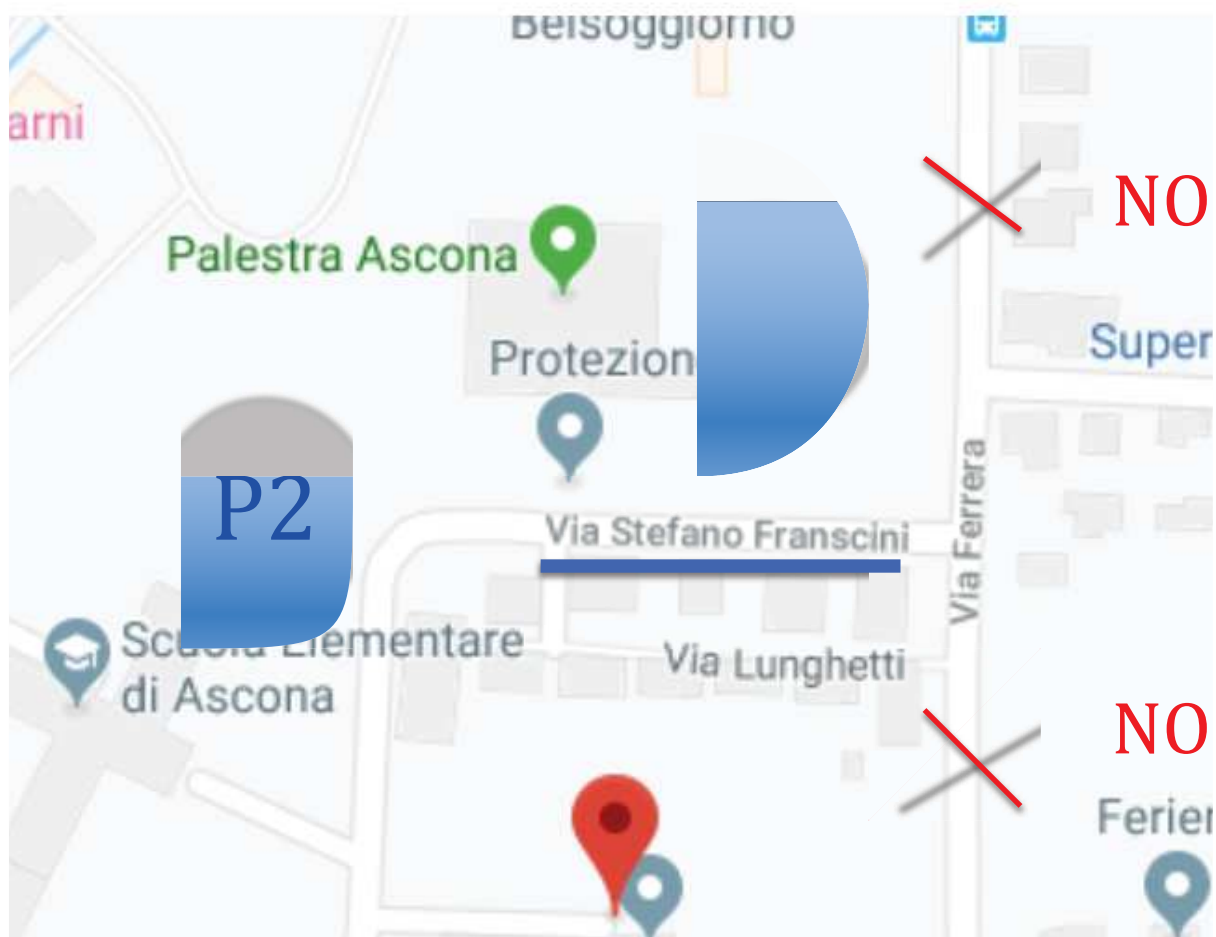 Belsoggiorno
arni
NO
Palestra Ascona
Super
Protezion
P2
Via Stefano Franscini
Via Ferrera
Scuola Elementare
di Ascona
Via Lunghetti
NO
Ferier